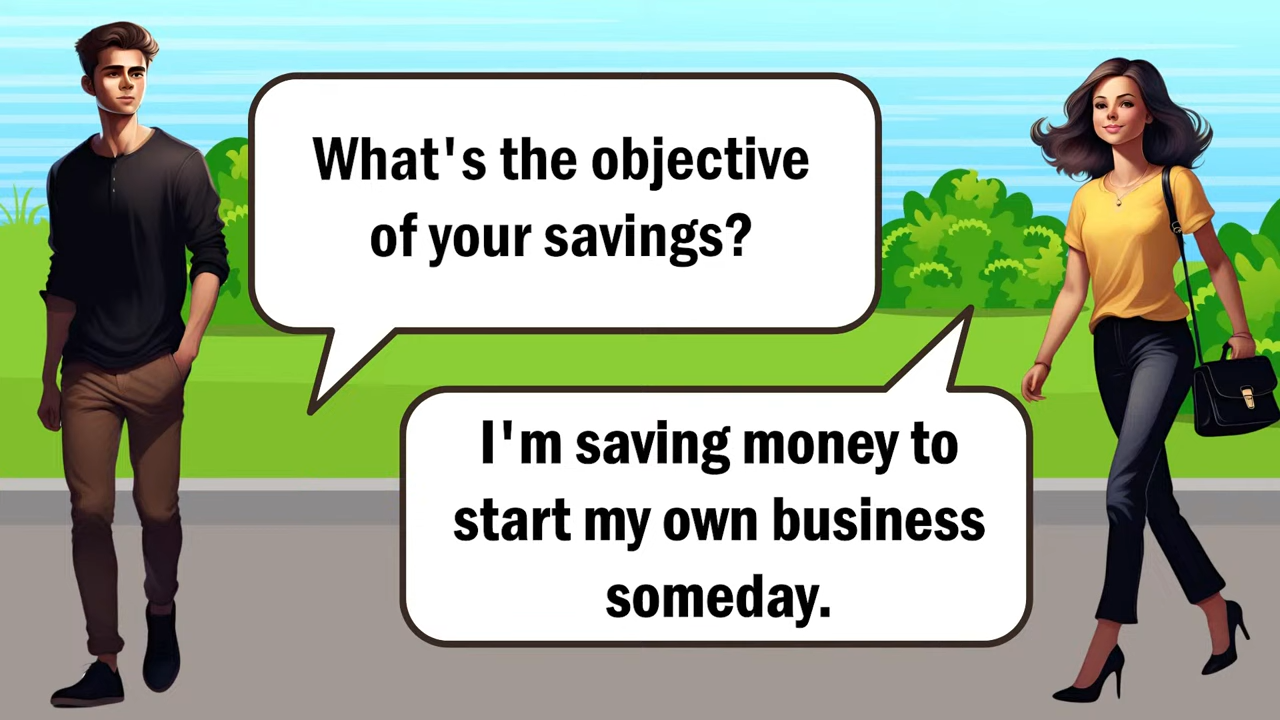 What's the objective
of your savings?
I'm saving money to
start my own business
someday.